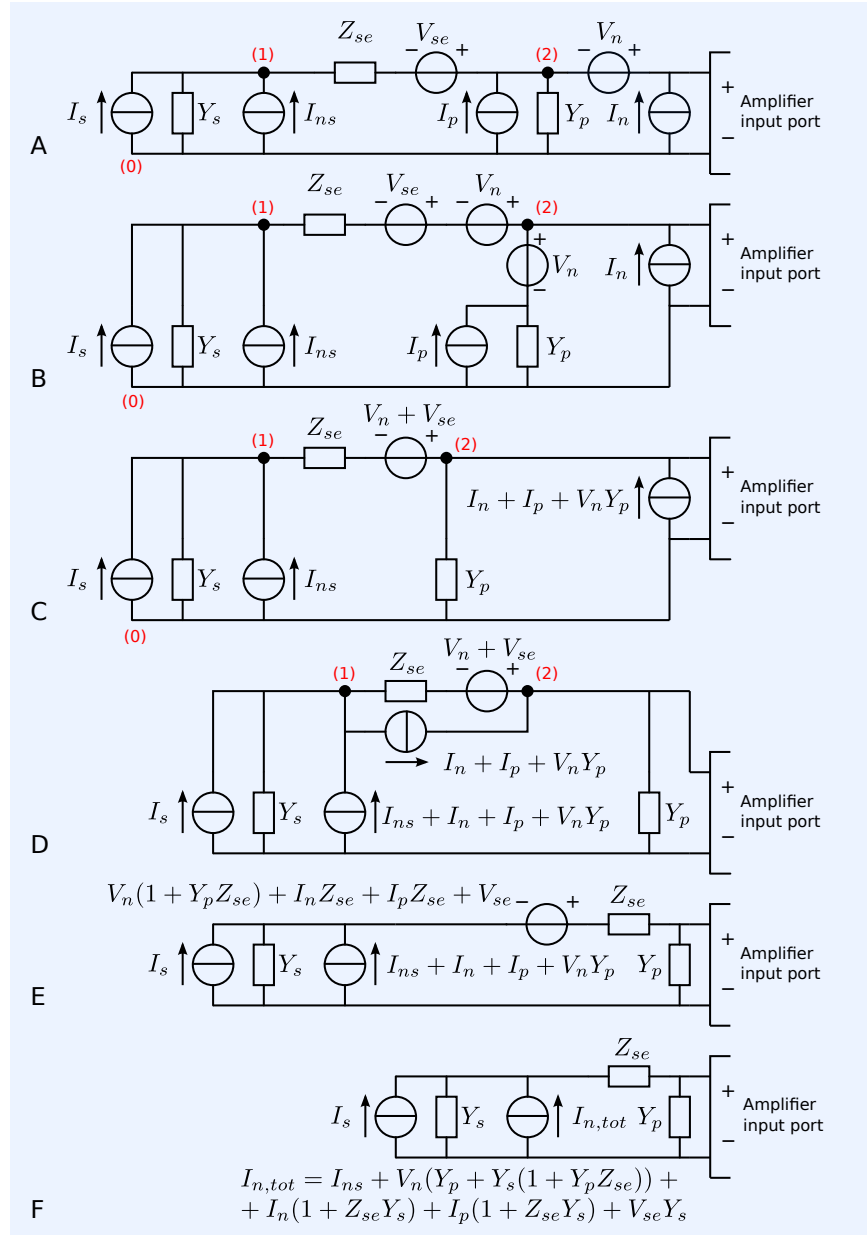 Z_se V_se V_n
(1) − + (2) − +
I_s Y_s I_ns I_p Y_p I_n + − Amplifier
input port
A (0)
Z_se V_se V_n
(1) − + − + (2)
+ V_n − I_n + − Amplifier
input port
I_s Y_s I_ns I_p Y_p
B (0)
V_n + V_se
Z_se
(1) − + (2)
I_n + I_p + V_nY_p + − Amplifier
input port
I_s Y_s I_ns Y_p
C (0)
V_n + V_se
(1) Z_se − + (2)
I_n + I_p + V_nY_p
I_s Y_s I_ns + I_n + I_p + V_nY_p Y_p + − Amplifier
input port
D
V_n(1 + Y_pZ_se) + I_nZ_se + I_pZ_se + V_se − + Z_se
I_s Y_s I_ns + I_n + I_p + V_nY_p Y_p + − Amplifier
input port
E
Z_se
I_s Y_s I_n,tot Y_p + − Amplifier
input port
I_n,tot = I_ns + V_n(Y_p + Y_s(1 + Y_pZ_se)) +
+ I_n(1 + Z_seY_s) + I_p(1 + Z_seY_s) + V_seY_s
F